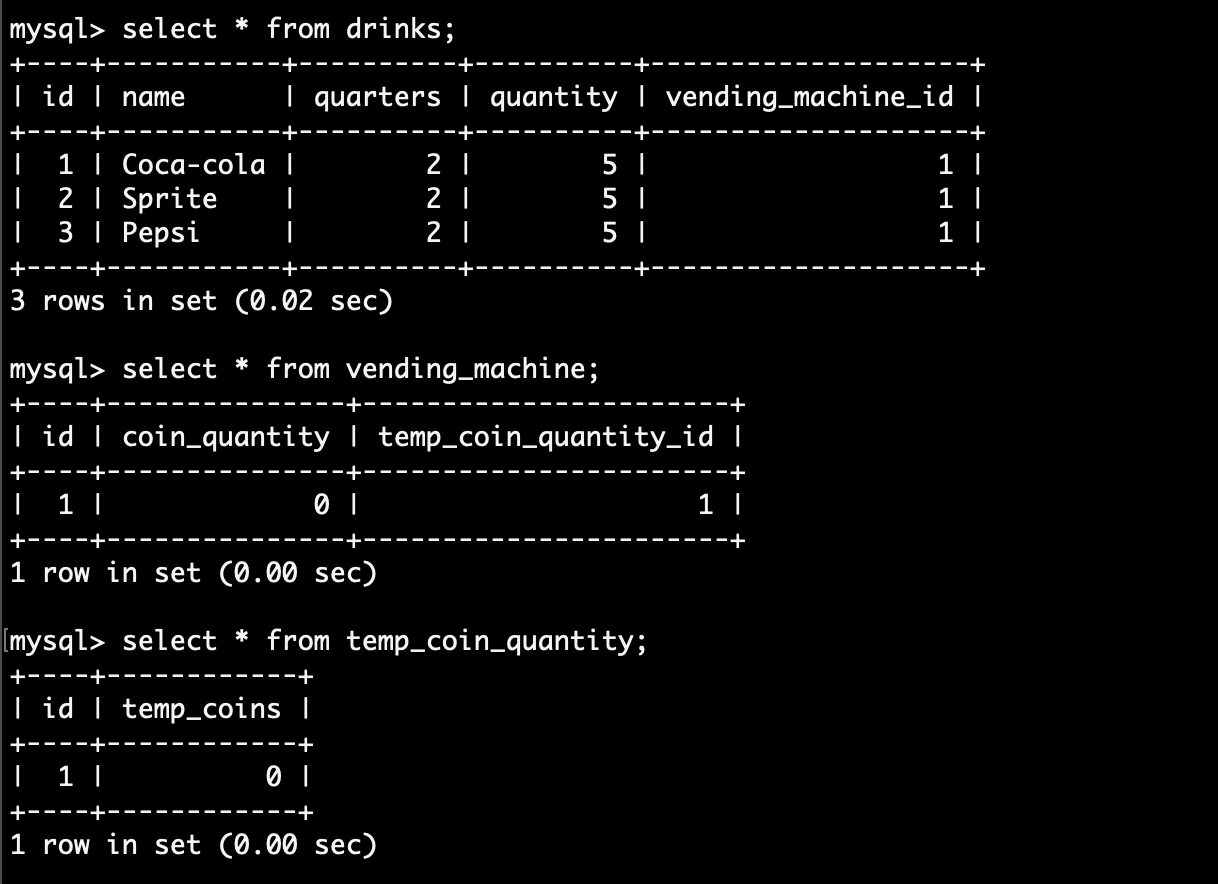 mysql> select * from drinks;
+----+-----------+----------+----------+-------------------+
| id | name      | quarters | quantity | vending_machine_id |
+----+-----------+----------+----------+--------------------+
|  1 | Coca-cola |        2 |        5 |                  1 |
|  2 | Sprite    |        2 |        5 |                  1 |
|  3 | Pepsi     |        2 |        5 |                  1 |
+----+-----------+----------+----------+--------------------+
3 rows in set (0.02 sec)

mysql> select * from vending_machine;
+----+---------------+-----------------------+
| id | coin_quantity | temp_coin_quantity_id |
+----+---------------+-----------------------+
|  1 |             0 |                     1 |
+----+---------------+-----------------------+
1 row in set (0.00 sec)

[mysql> select * from temp_coin_quantity;
+----+------------+
| id | temp_coins |
+----+------------+
|  1 |          0 |
+----+------------+
1 row in set (0.00 sec)